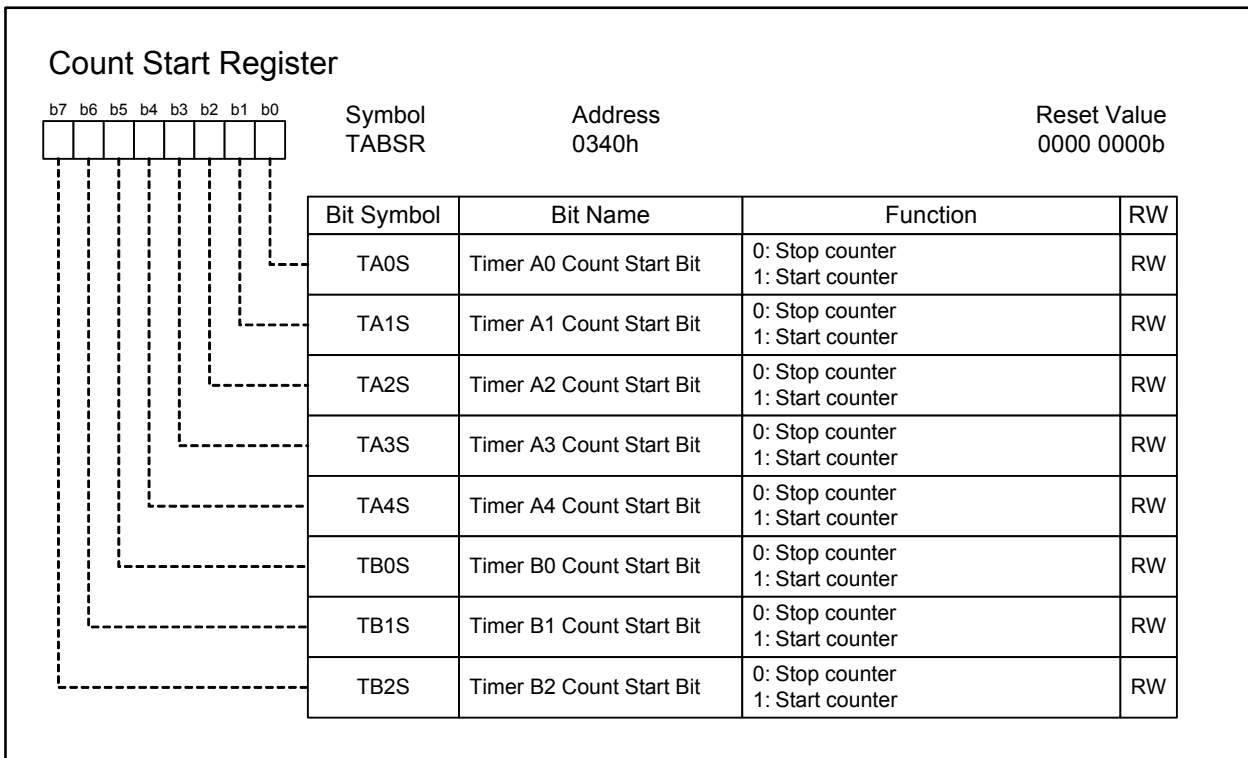 Count Start Register
b7 b6 b5 b4 b3 b2 b1 b0
Symbol Address Reset Value
TABSR 0340h 0000 0000b
Bit Symbol Bit Name Function RW
TA0S Timer A0 Count Start Bit 0: Stop counter
1: Start counter RW
TA1S Timer A1 Count Start Bit 0: Stop counter
1: Start counter RW
TA2S Timer A2 Count Start Bit 0: Stop counter
1: Start counter RW
TA3S Timer A3 Count Start Bit 0: Stop counter
1: Start counter RW
TA4S Timer A4 Count Start Bit 0: Stop counter
1: Start counter RW
TB0S Timer B0 Count Start Bit 0: Stop counter
1: Start counter RW
TB1S Timer B1 Count Start Bit 0: Stop counter
1: Start counter RW
TB2S Timer B2 Count Start Bit 0: Stop counter
1: Start counter RW